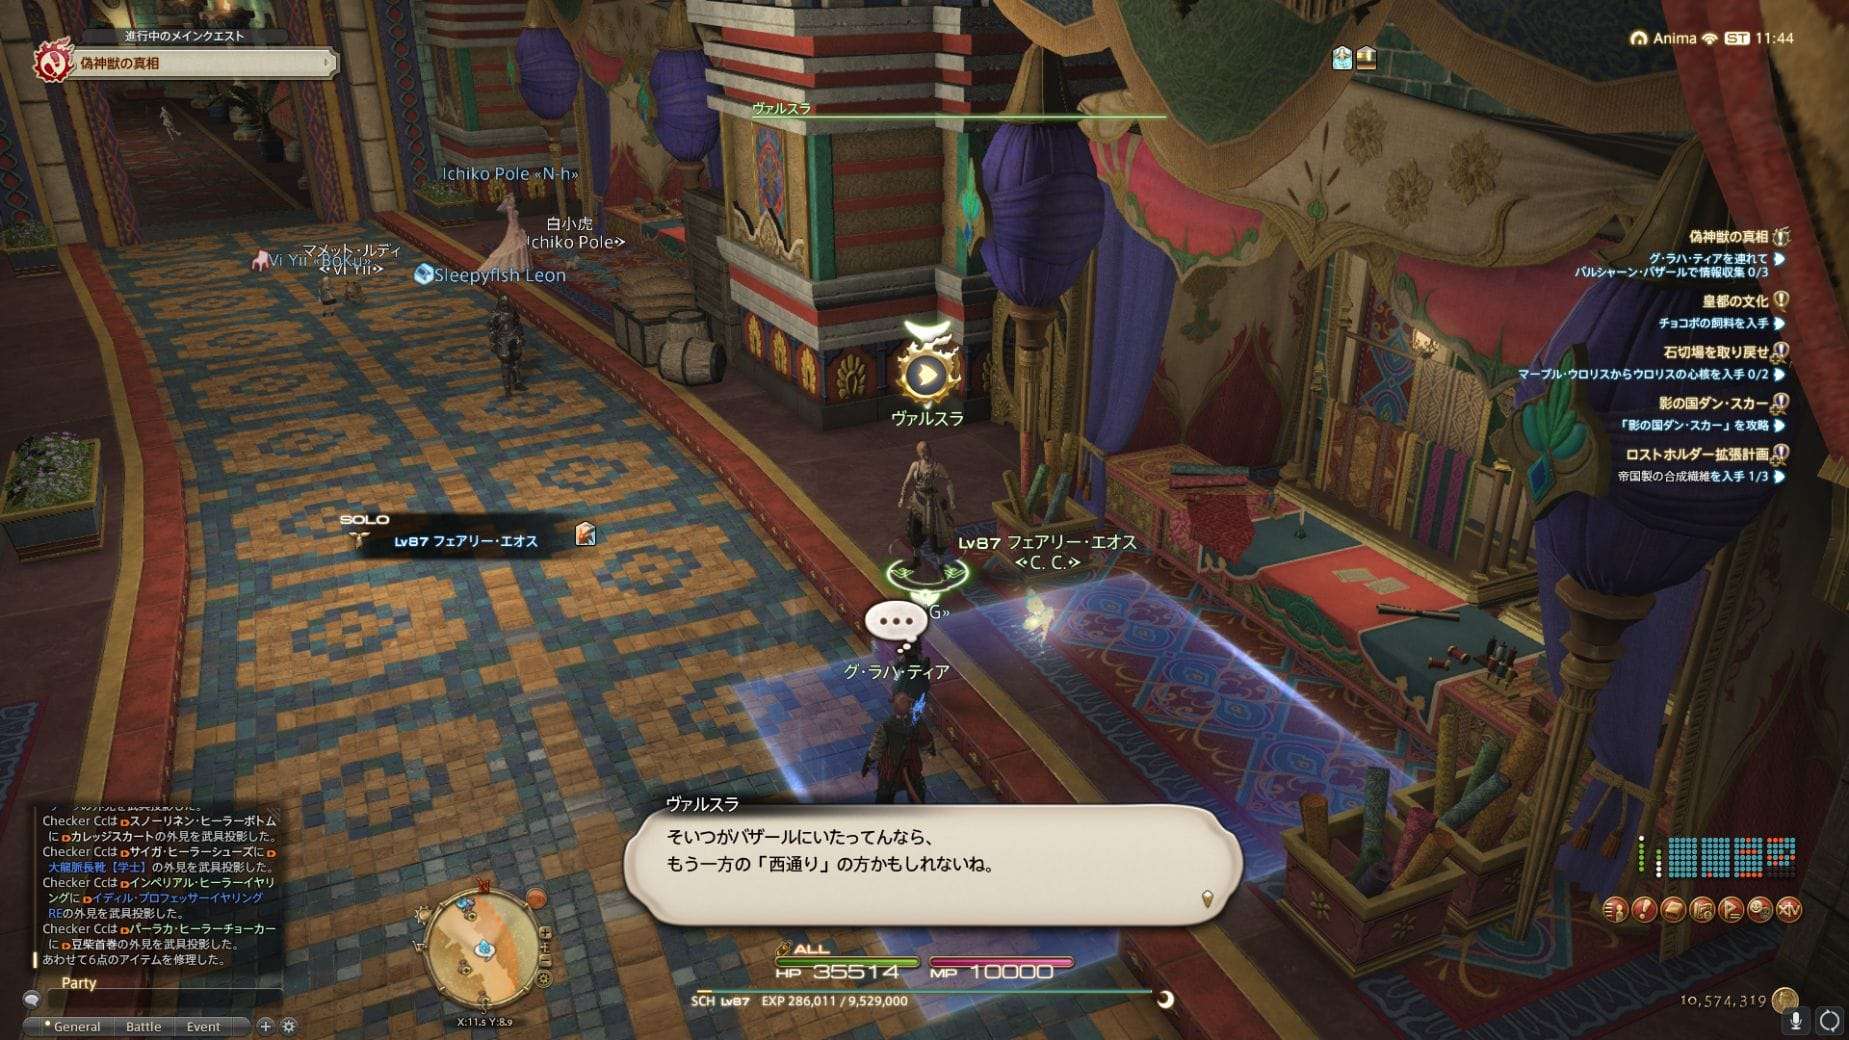 進行中のメインクエスト
偽神獣の真相
Anima ST 11:44
ヴァルスラ
Ichiko Pole «N-h»
白小虎
Ichiko Pole
マメット・ルディ
Vi Yii «BoKu»
Vi Yii
Sleepyfish Leon
偽神獣の真相
グ・ラハ・ティアを連れて
バルシャーン・バザールで情報収集 0/3
皇都の文化
チョコボの飼料を入手
石切場を取り戻せ
マーブル・ウロリスからウロリスの心核を入手 0/2
影の国ダン・スカー
「影の国ダン・スカー」を攻略
ロストホルダー拡張計画
帝国製の合成繊維を入手 1/3
ヴァルスラ
SOLO
Lv87 フェアリー・エオス
Lv87 フェアリー・エオス
C. C.
G»
グ・ラハ・ティア
ヴァルスラ
そいつがバザールにいたってんなら、
もう一方の「西通り」の方かもしれないね。
Checker Ccは スノーリネン・ヒーラーボトム
に カレッジスカートの外見を武具投影した。
Checker Ccは サイガ・ヒーラーシューズに
大龍脈長靴【学士】の外見を武具投影した。
Checker Ccは インペリアル・ヒーラーイヤリ
ングに イディル・プロフェッサーイヤリング
REの外見を武具投影した。
Checker Ccは パーラカ・ヒーラーチョーカー
に 豆柴首巻の外見を武具投影した。
あわせて6点のアイテムを修理した。
Party
General Battle Event
X:11.5 Y:8.9
ALL
HP 35514 MP 10000
SCH Lv87 EXP 286,011 / 9,529,000
XIV
10,574,319